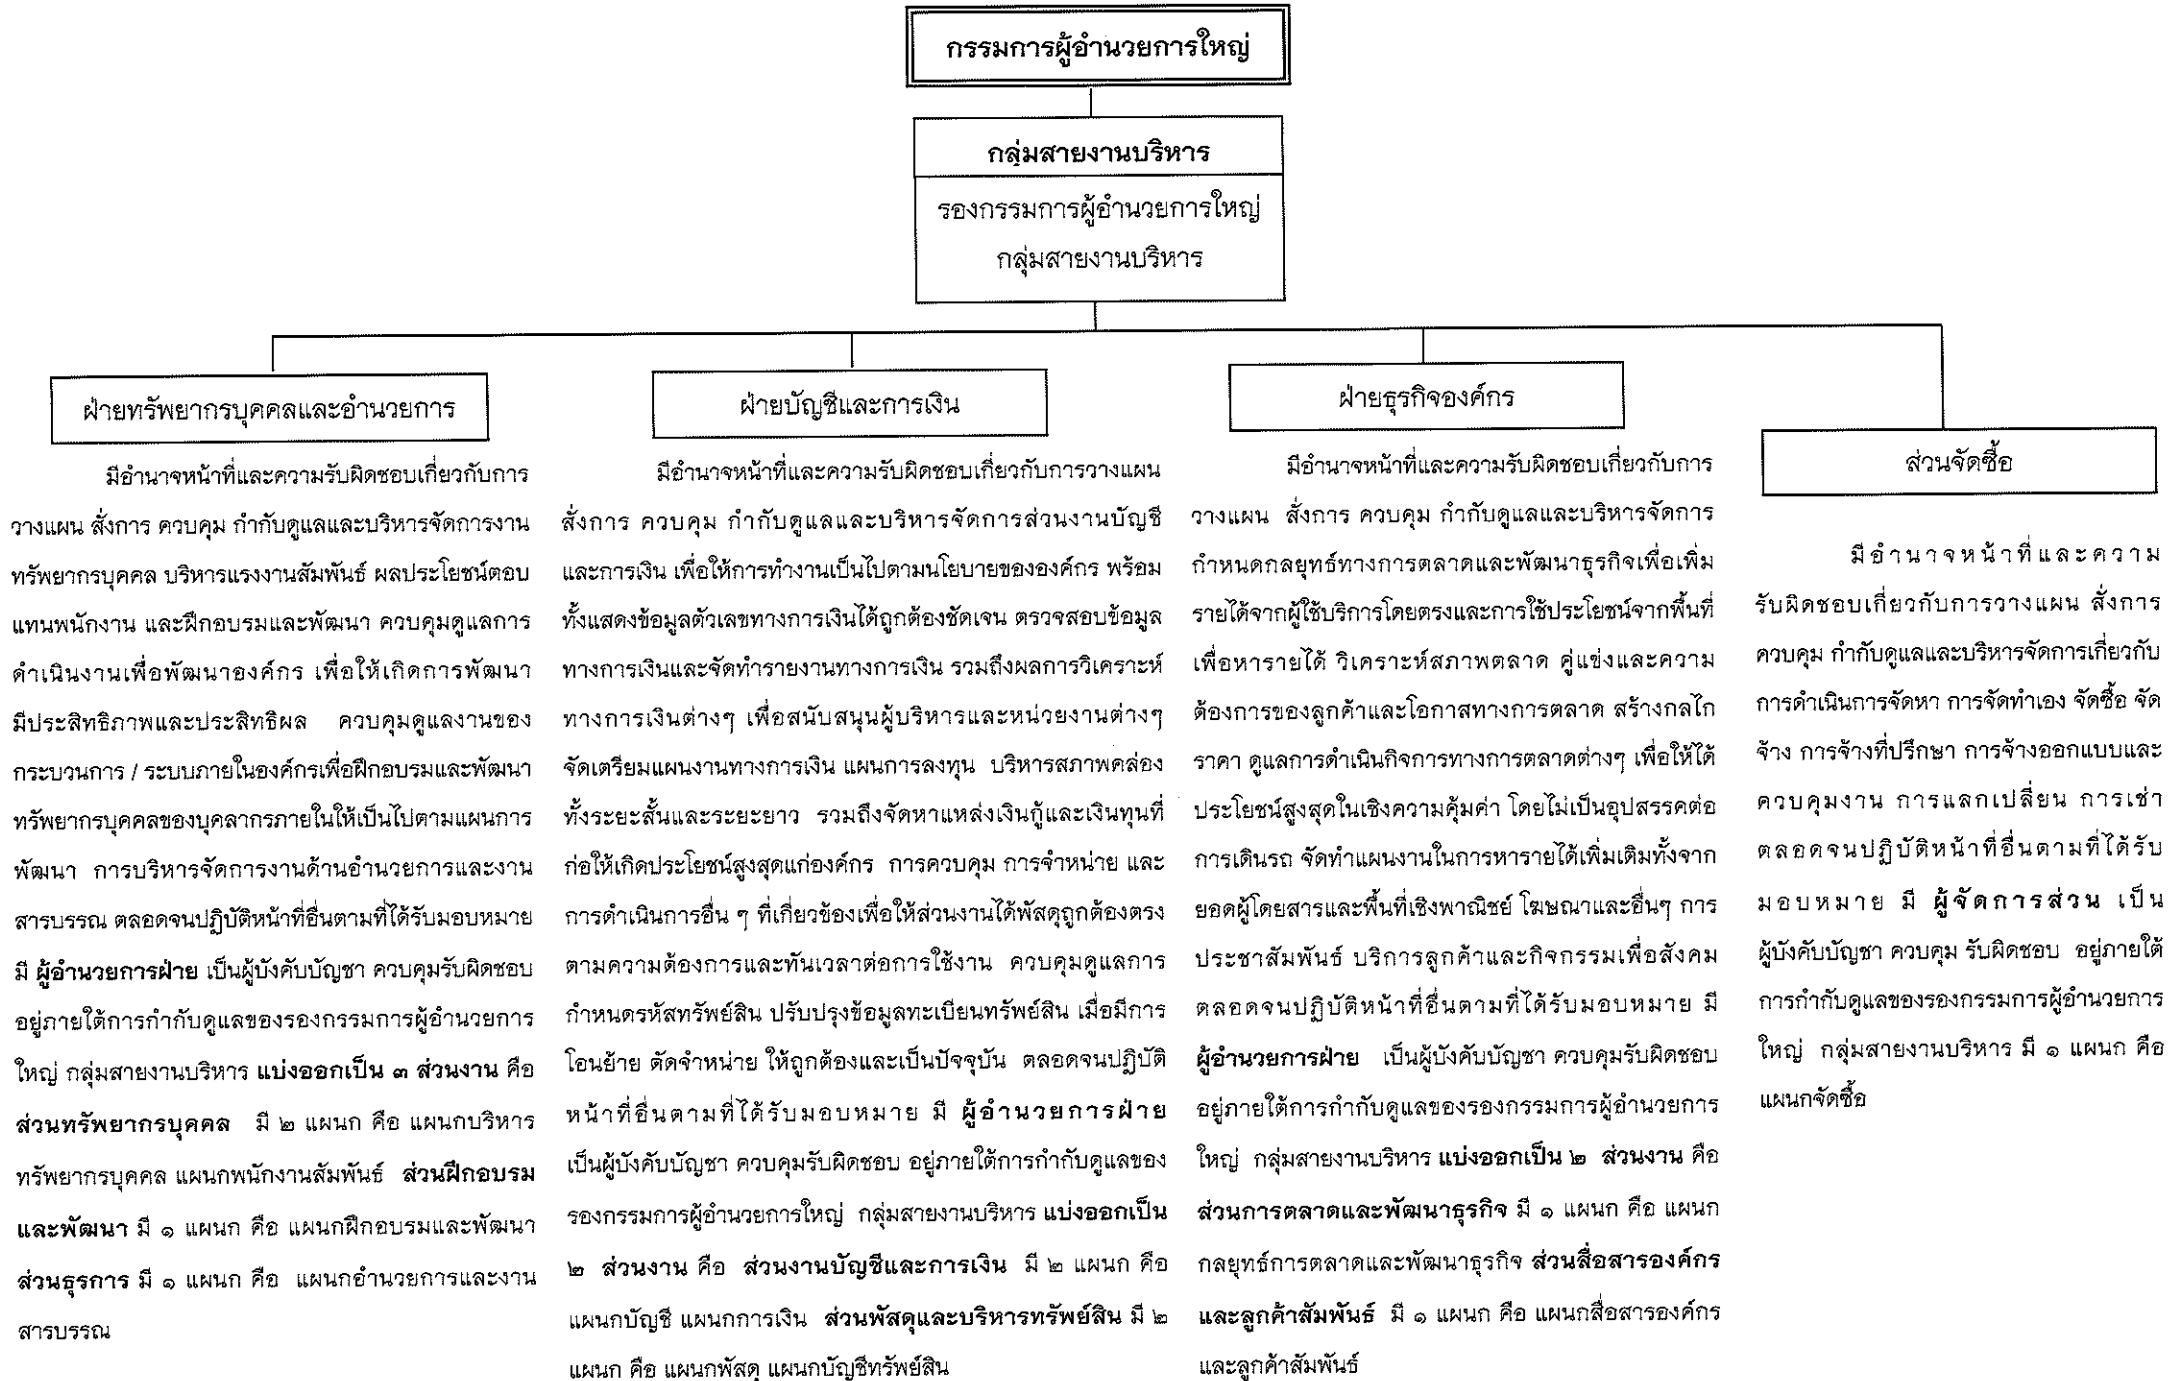 กรรมการผู้อำนวยการใหญ่
กลุ่มสายงานบริหาร
รองกรรมการผู้อำนวยการใหญ่
กลุ่มสายงานบริหาร
ฝ่ายทรัพยากรบุคคลและอำนวยการ
มีอำนาจหน้าที่และความรับผิดชอบเกี่ยวกับการ
วางแผน สั่งการ ควบคุม กำกับดูแลและบริหารจัดการงาน
ทรัพยากรบุคคล บริหารแรงงานสัมพันธ์ ผลประโยชน์ตอบ
แทนพนักงาน และฝึกอบรมและพัฒนา ควบคุมดูแลการ
ดำเนินงานเพื่อพัฒนาองค์กร เพื่อให้เกิดการพัฒนา
มีประสิทธิภาพและประสิทธิผล ควบคุมดูแลงานของ
กระบวนการ / ระบบภายในองค์กรเพื่อฝึกอบรมและพัฒนา
ทรัพยากรบุคคลของบุคลากรภายในให้เป็นไปตามแผนการ
พัฒนา การบริหารจัดการงานด้านอำนวยการและงาน
สารบรรณ ตลอดจนปฏิบัติหน้าที่อื่นตามที่ได้รับมอบหมาย
มี ผู้อำนวยการฝ่าย เป็นผู้บังคับบัญชา ควบคุมรับผิดชอบ
อยู่ภายใต้การกำกับดูแลของรองกรรมการผู้อำนวยการ
ใหญ่ กลุ่มสายงานบริหาร แบ่งออกเป็น ๓ ส่วนงาน คือ
ส่วนทรัพยากรบุคคล มี ๒ แผนก คือ แผนกบริหาร
ทรัพยากรบุคคล แผนกพนักงานสัมพันธ์ ส่วนฝึกอบรม
และพัฒนา มี ๑ แผนก คือ แผนกฝึกอบรมและพัฒนา
ส่วนธุรการ มี ๑ แผนก คือ แผนกอำนวยการและงาน
สารบรรณ
ฝ่ายบัญชีและการเงิน
มีอำนาจหน้าที่และความรับผิดชอบเกี่ยวกับการวางแผน
สั่งการ ควบคุม กำกับดูแลและบริหารจัดการส่วนงานบัญชี
และการเงิน เพื่อให้การทำงานเป็นไปตามนโยบายขององค์กร พร้อม
ทั้งแสดงข้อมูลตัวเลขทางการเงินได้ถูกต้องชัดเจน ตรวจสอบข้อมูล
ทางการเงินและจัดทำรายงานทางการเงิน รวมถึงผลการวิเคราะห์
ทางการเงินต่างๆ เพื่อสนับสนุนผู้บริหารและหน่วยงานต่างๆ
จัดเตรียมแผนงานทางการเงิน แผนการลงทุน บริหารสภาพคล่อง
ทั้งระยะสั้นและระยะยาว รวมถึงจัดหาแหล่งเงินกู้และเงินทุนที่
ก่อให้เกิดประโยชน์สูงสุดแก่องค์กร การควบคุม การจำหน่าย และ
การดำเนินการอื่น ๆ ที่เกี่ยวข้องเพื่อให้ส่วนงานได้พัสดุถูกต้องตรง
ตามความต้องการและทันเวลาต่อการใช้งาน ควบคุมดูแลการ
กำหนดรหัสทรัพย์สิน ปรับปรุงข้อมูลทะเบียนทรัพย์สิน เมื่อมีการ
โอนย้าย ตัดจำหน่าย ให้ถูกต้องและเป็นปัจจุบัน ตลอดจนปฏิบัติ
หน้าที่อื่นตามที่ได้รับมอบหมาย มี ผู้อำนวยการฝ่าย
เป็นผู้บังคับบัญชา ควบคุมรับผิดชอบ อยู่ภายใต้การกำกับดูแลของ
รองกรรมการผู้อำนวยการใหญ่ กลุ่มสายงานบริหาร แบ่งออกเป็น
๒ ส่วนงาน คือ ส่วนงานบัญชีและการเงิน มี ๒ แผนก คือ
แผนกบัญชี แผนกการเงิน ส่วนพัสดุและบริหารทรัพย์สิน มี ๒
แผนก คือ แผนกพัสดุ แผนกบัญชีทรัพย์สิน
ฝ่ายธุรกิจองค์กร
มีอำนาจหน้าที่และความรับผิดชอบเกี่ยวกับการ
วางแผน สั่งการ ควบคุม กำกับดูแลและบริหารจัดการ
กำหนดกลยุทธ์ทางการตลาดและพัฒนาธุรกิจเพื่อเพิ่ม
รายได้จากผู้ใช้บริการโดยตรงและการใช้ประโยชน์จากพื้นที่
เพื่อหารายได้ วิเคราะห์สภาพตลาด คู่แข่งและความ
ต้องการของลูกค้าและโอกาสทางการตลาด สร้างกลไก
ราคา ดูแลการดำเนินกิจการทางการตลาดต่างๆ เพื่อให้ได้
ประโยชน์สูงสุดในเชิงความคุ้มค่า โดยไม่เป็นอุปสรรคต่อ
การเดินรถ จัดทำแผนงานในการหารายได้เพิ่มเติมทั้งจาก
ยอดผู้โดยสารและพื้นที่เชิงพาณิชย์ โฆษณาและอื่นๆ การ
ประชาสัมพันธ์ บริการลูกค้าและกิจกรรมเพื่อสังคม
ตลอดจนปฏิบัติหน้าที่อื่นตามที่ได้รับมอบหมาย มี
ผู้อำนวยการฝ่าย เป็นผู้บังคับบัญชา ควบคุมรับผิดชอบ
อยู่ภายใต้การกำกับดูแลของรองกรรมการผู้อำนวยการ
ใหญ่ กลุ่มสายงานบริหาร แบ่งออกเป็น ๒ ส่วนงาน คือ
ส่วนการตลาดและพัฒนาธุรกิจ มี ๑ แผนก คือ แผนก
กลยุทธ์การตลาดและพัฒนาธุรกิจ ส่วนสื่อสารองค์กร
และลูกค้าสัมพันธ์ มี ๑ แผนก คือ แผนกสื่อสารองค์กร
และลูกค้าสัมพันธ์
ส่วนจัดซื้อ
มีอำนาจหน้าที่และความ
รับผิดชอบเกี่ยวกับการวางแผน สั่งการ
ควบคุม กำกับดูแลและบริหารจัดการเกี่ยวกับ
การดำเนินการจัดหา การจัดทำเอง จัดซื้อ จัด
จ้าง การจ้างที่ปรึกษา การจ้างออกแบบและ
ควบคุมงาน การแลกเปลี่ยน การเช่า
ตลอดจนปฏิบัติหน้าที่อื่นตามที่ได้รับ
มอบหมาย มี ผู้จัดการส่วน เป็น
ผู้บังคับบัญชา ควบคุม รับผิดชอบ อยู่ภายใต้
การกำกับดูแลของรองกรรมการผู้อำนวยการ
ใหญ่ กลุ่มสายงานบริหาร มี ๑ แผนก คือ
แผนกจัดซื้อ